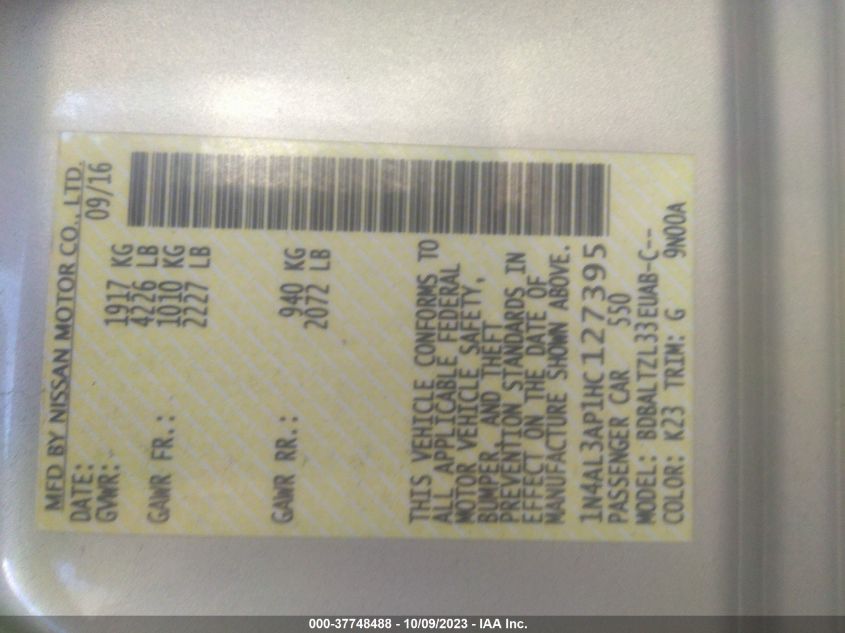 MFD BY NISSAN MOTOR CO., LTD.
DATE: 09/16
GVWR: 1917 KG
4226 LB
GAWR FR.: 1010 KG
2227 LB
GAWR RR.: 940 KG
2072 LB
THIS VEHICLE CONFORMS TO
ALL APPLICABLE FEDERAL
MOTOR VEHICLE SAFETY,
BUMPER, AND THEFT
PREVENTION STANDARDS IN
EFFECT ON THE DATE OF
MANUFACTURE SHOWN ABOVE.
1N4AL3AP1HC127395
PASSENGER CAR 550
MODEL: BDBALTZL33EUAB-C--
COLOR: K23 TRIM: G 9N00A
000-37748488 - 10/09/2023 - IAA Inc.